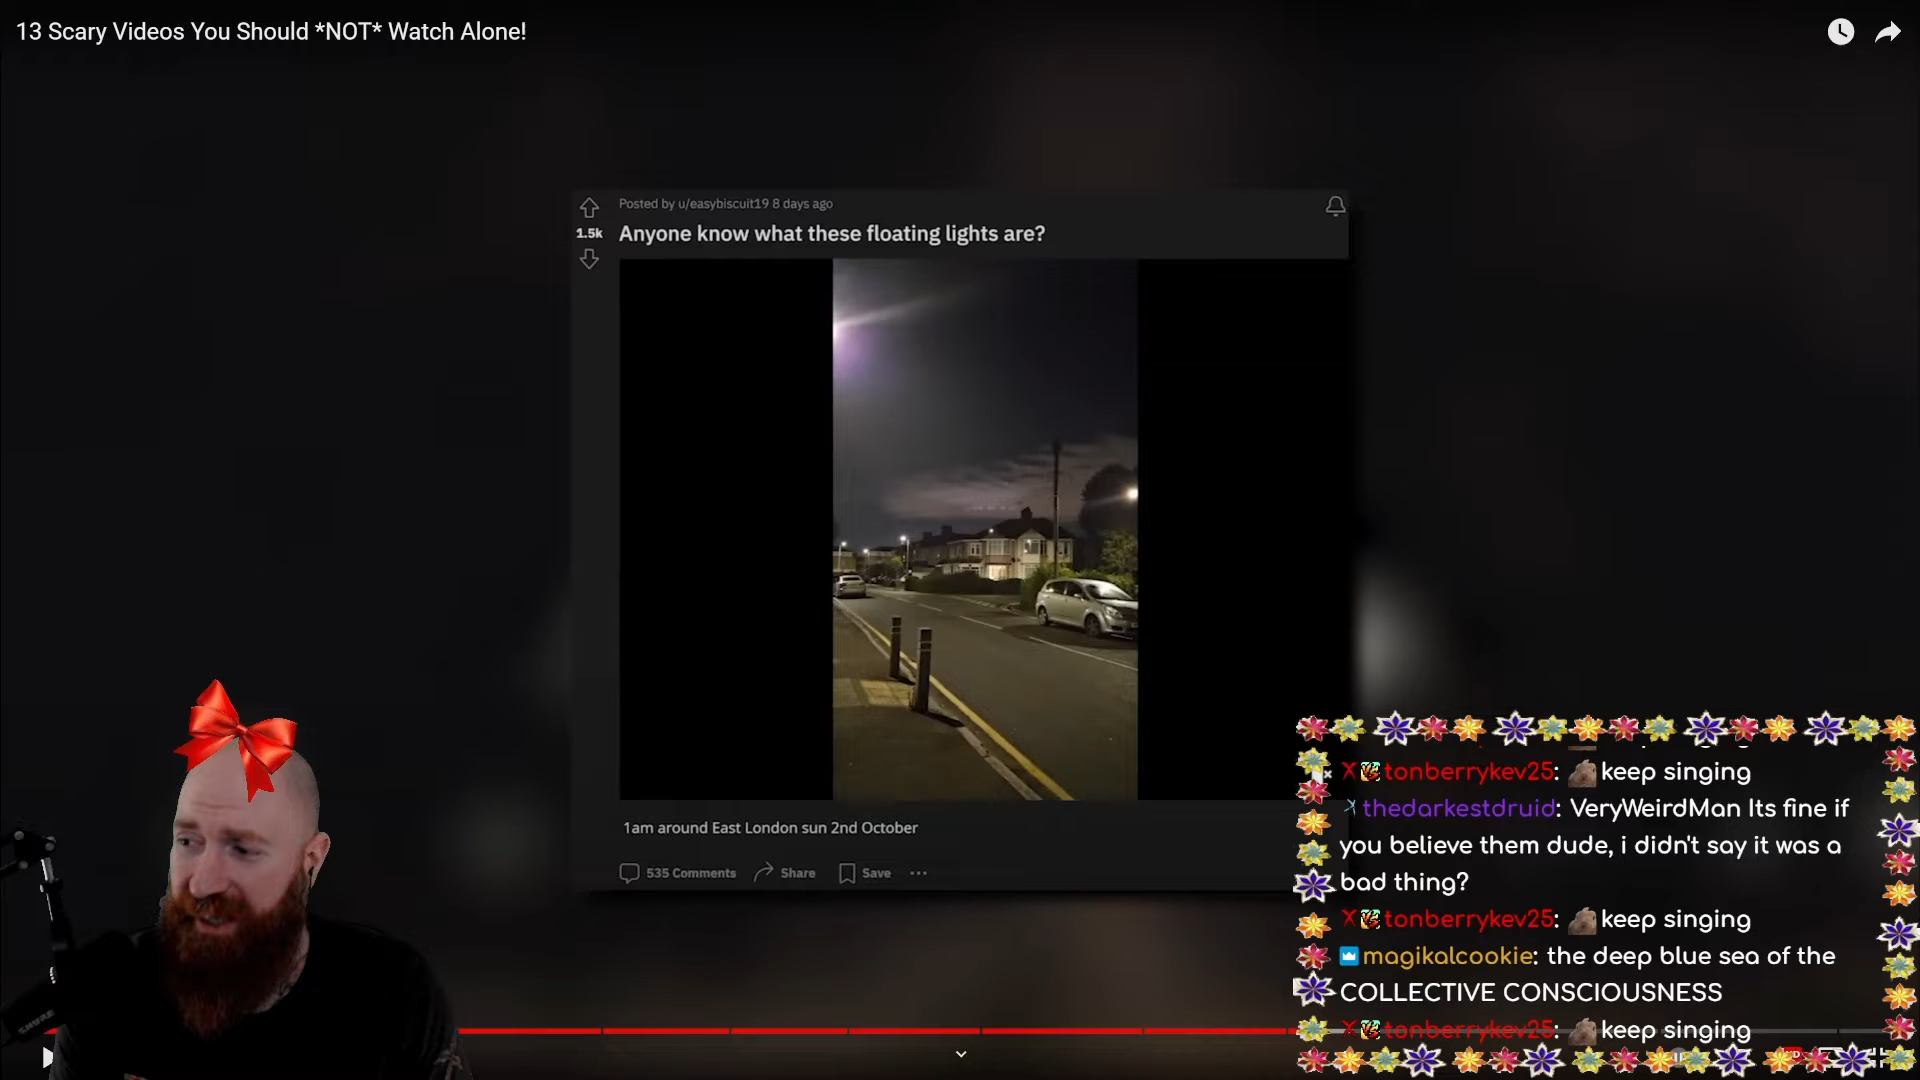 13 Scary Videos You Should *NOT* Watch Alone!
Posted by u/easybiscuit19 8 days ago
1.5k
Anyone know what these floating lights are?
1am around East London sun 2nd October
535 Comments
Share
Save
tonberrykev25: keep singing
thedarkestdruid: VeryWeirdMan Its fine if
you believe them dude, i didn't say it was a
bad thing?
tonberrykev25: keep singing
magikalcookie: the deep blue sea of the
COLLECTIVE CONSCIOUSNESS
tonberrykev25: keep singing
SHURE